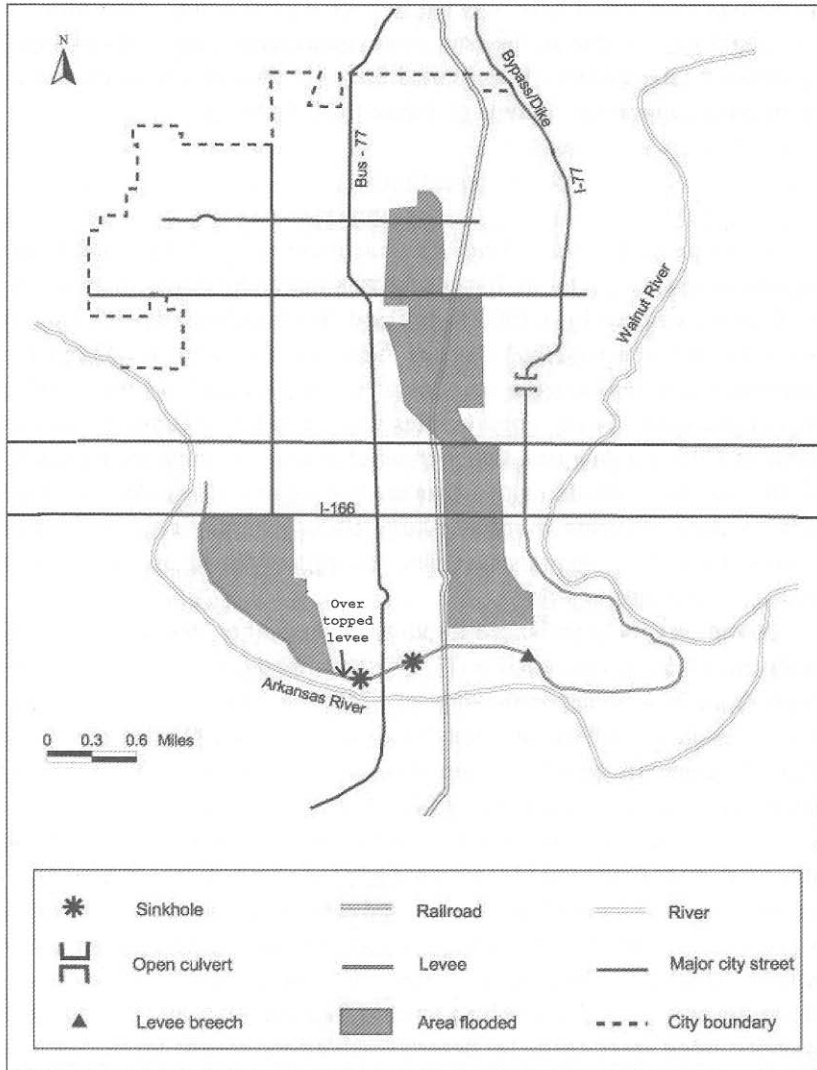 N
Bypass/Dike
Bus - 77
I-77
Walnut River
I-166
Over
topped
levee
Arkansas River
0 0.3 0.6 Miles
Sinkhole
Railroad
River
Open culvert
Levee
Major city street
Levee breech
Area flooded
City boundary